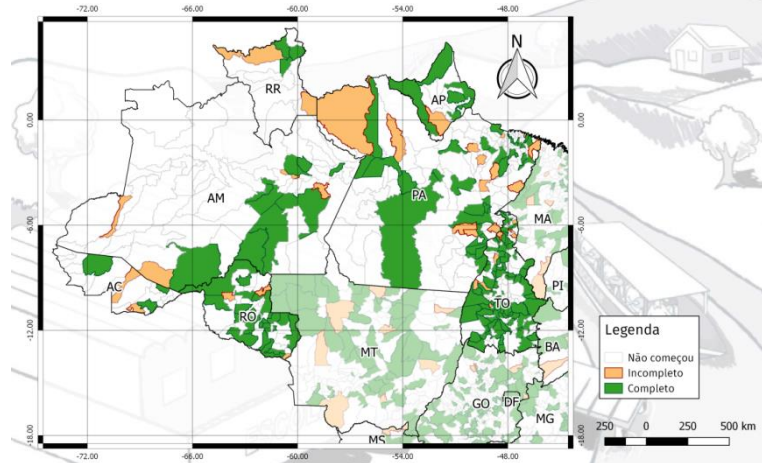 -72.00 -66.00 -60.00 -54.00 -48.00
N
RR
AP
0.00 0.00
AM
PA
MA
-6.00 -6.00
AC
PI
TO
RO
-12.00 -12.00
MT
BA
GO
DF
MG
MS
-18.00 -18.00
-72.00 -66.00 -60.00 -54.00 -48.00
Legenda
Não começou
Incompleto
Completo
250 0 250 500 km